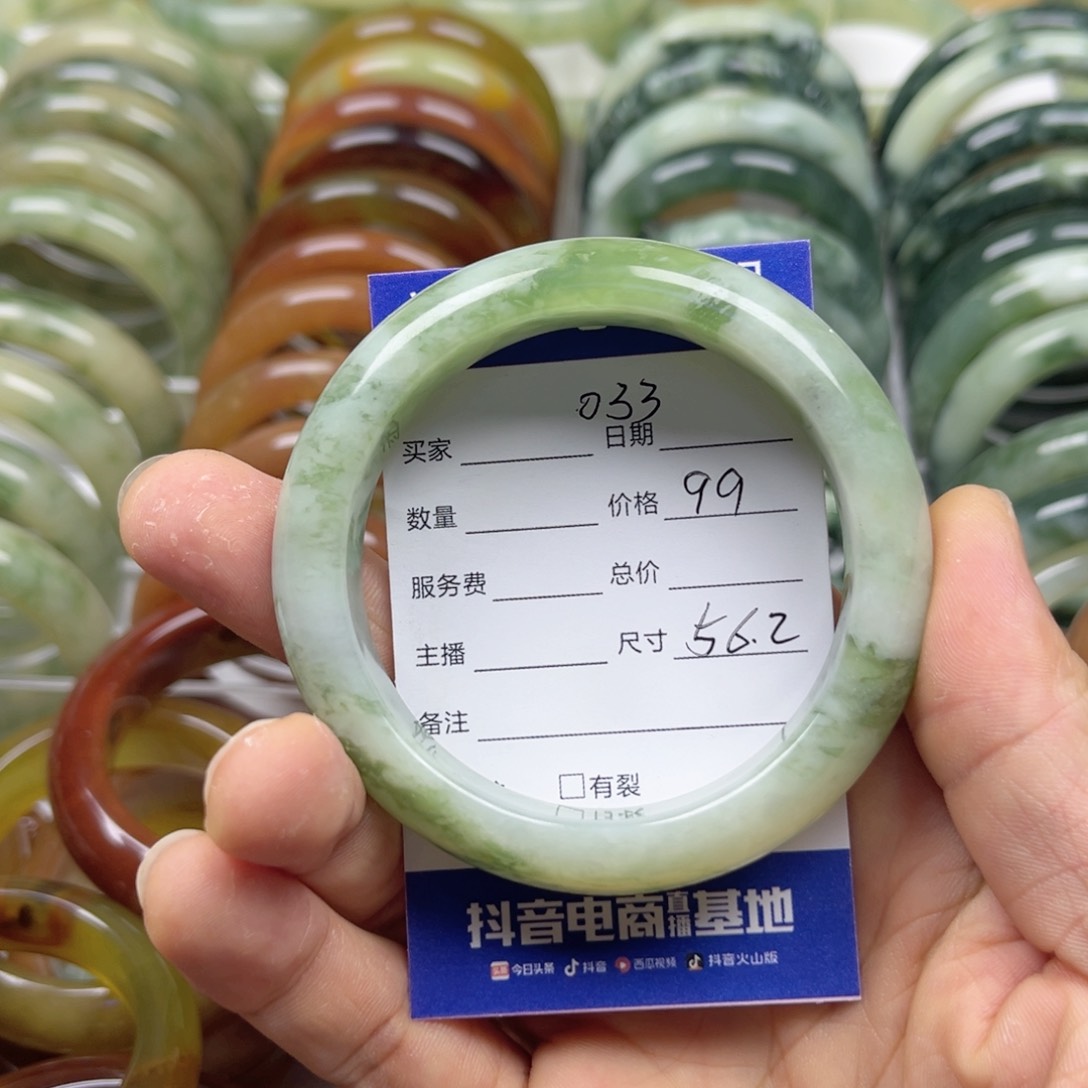 033
买家 日期
数量 价格 99
服务费 总价
主播 尺寸 56.2
备注
□有裂
抖音电商直播基地
今日头条 抖音 西瓜视频 抖音火山版